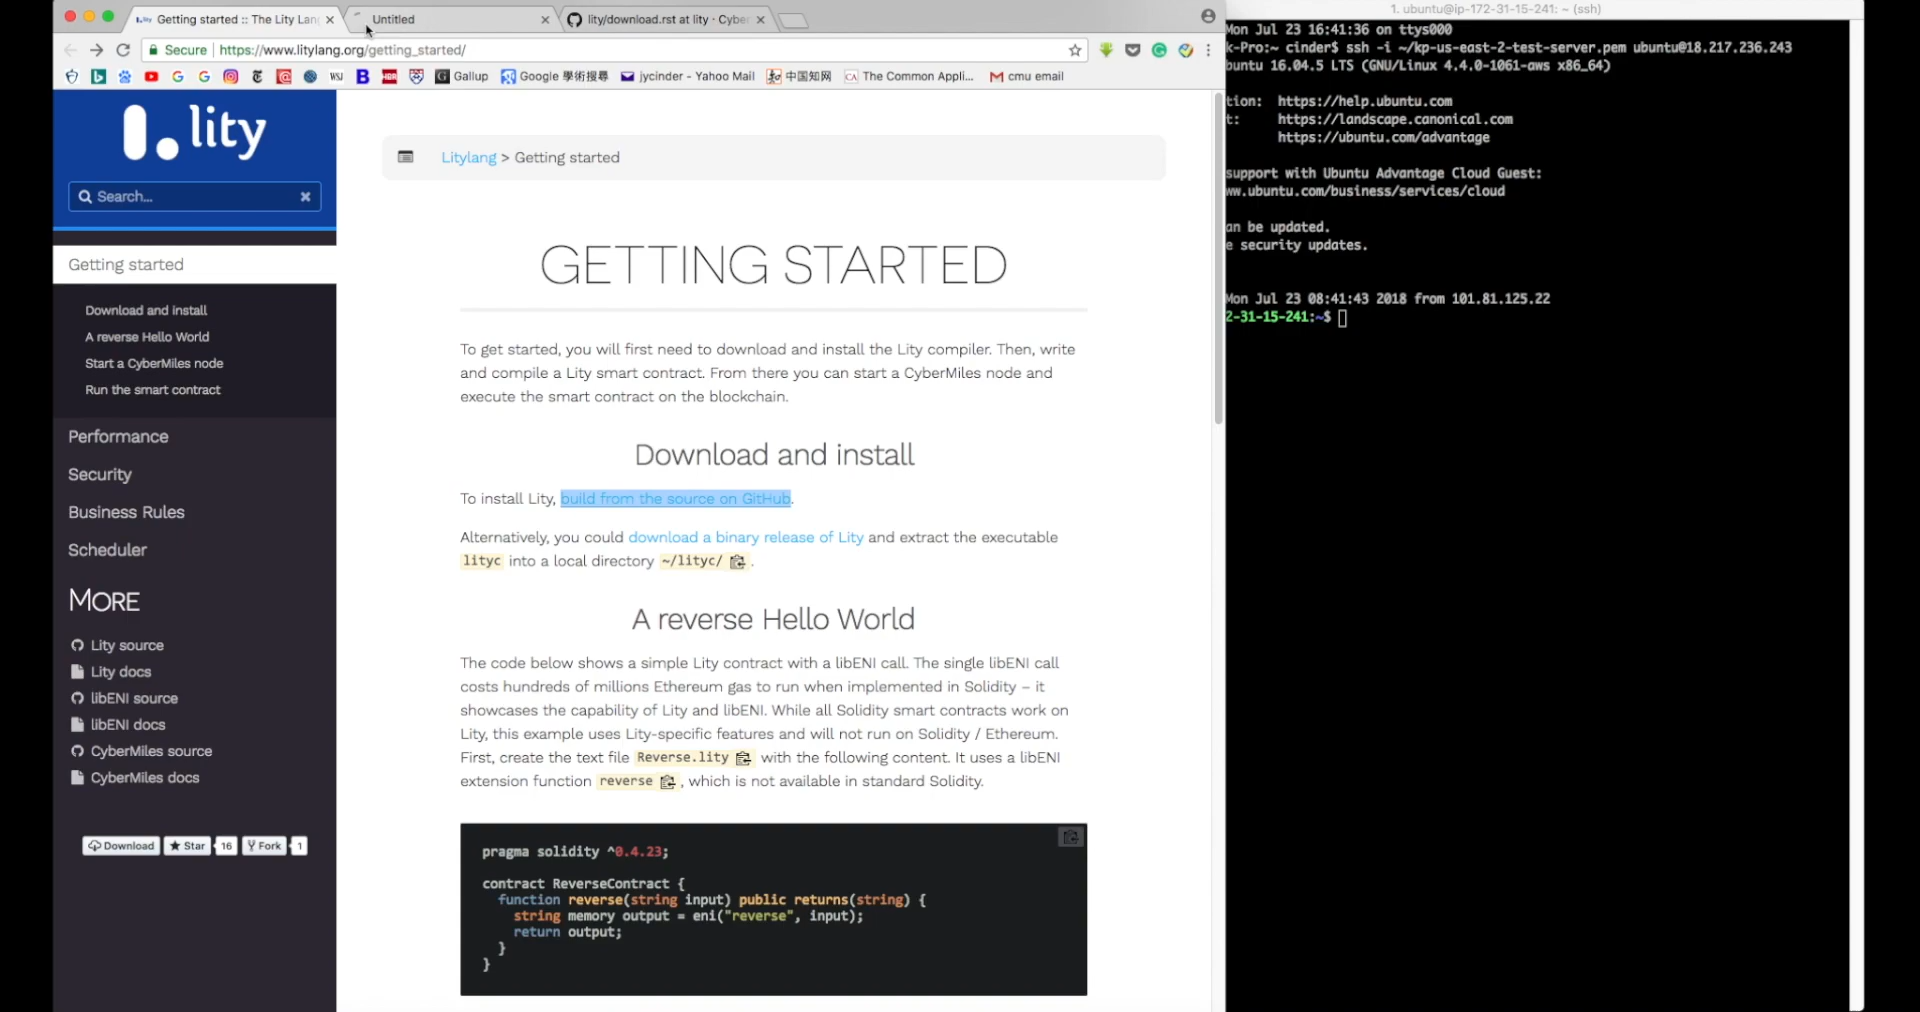 Getting started :: The Lity Lan
Untitled
lity/download.rst at lity · Cyber
Secure
https://www.litylang.org/getting_started/
WSJ
B
HBR
Gallup
Google 學術搜尋
jycinder - Yahoo Mail
中国知网
CA The Common Appli...
cmu email
lity
Search...
Getting started
Download and install
A reverse Hello World
Start a CyberMiles node
Run the smart contract
Performance
Security
Business Rules
Scheduler
MORE
Lity source
Lity docs
libENI source
libENI docs
CyberMiles source
CyberMiles docs
Download
Star
16
Fork
1
Litylang > Getting started
GETTING STARTED
To get started, you will first need to download and install the Lity compiler. Then, write
and compile a Lity smart contract. From there you can start a CyberMiles node and
execute the smart contract on the blockchain.
Download and install
To install Lity, build from the source on GitHub.
Alternatively, you could download a binary release of Lity and extract the executable
lityc into a local directory ~/lityc/ .
A reverse Hello World
The code below shows a simple Lity contract with a libENI call. The single libENI call
costs hundreds of millions Ethereum gas to run when implemented in Solidity – it
showcases the capability of Lity and libENI. While all Solidity smart contracts work on
Lity, this example uses Lity-specific features and will not run on Solidity / Ethereum.
First, create the text file Reverse.lity with the following content. It uses a libENI
extension function reverse , which is not available in standard Solidity.
pragma solidity ^0.4.23;
contract ReverseContract {
function reverse(string input) public returns(string) {
string memory output = eni("reverse", input);
return output;
}
}
1. ubuntu@ip-172-31-15-241: ~ (ssh)
Mon Jul 23 16:41:36 on ttys000
k-Pro:~ cinder$ ssh -i ~/kp-us-east-2-test-server.pem ubuntu@18.217.236.243
buntu 16.04.5 LTS (GNU/Linux 4.4.0-1061-aws x86_64)
tion: https://help.ubuntu.com
t: https://landscape.canonical.com
https://ubuntu.com/advantage
support with Ubuntu Advantage Cloud Guest:
ww.ubuntu.com/business/services/cloud
an be updated.
e security updates.
Mon Jul 23 08:41:43 2018 from 101.81.125.22
2-31-15-241:~$